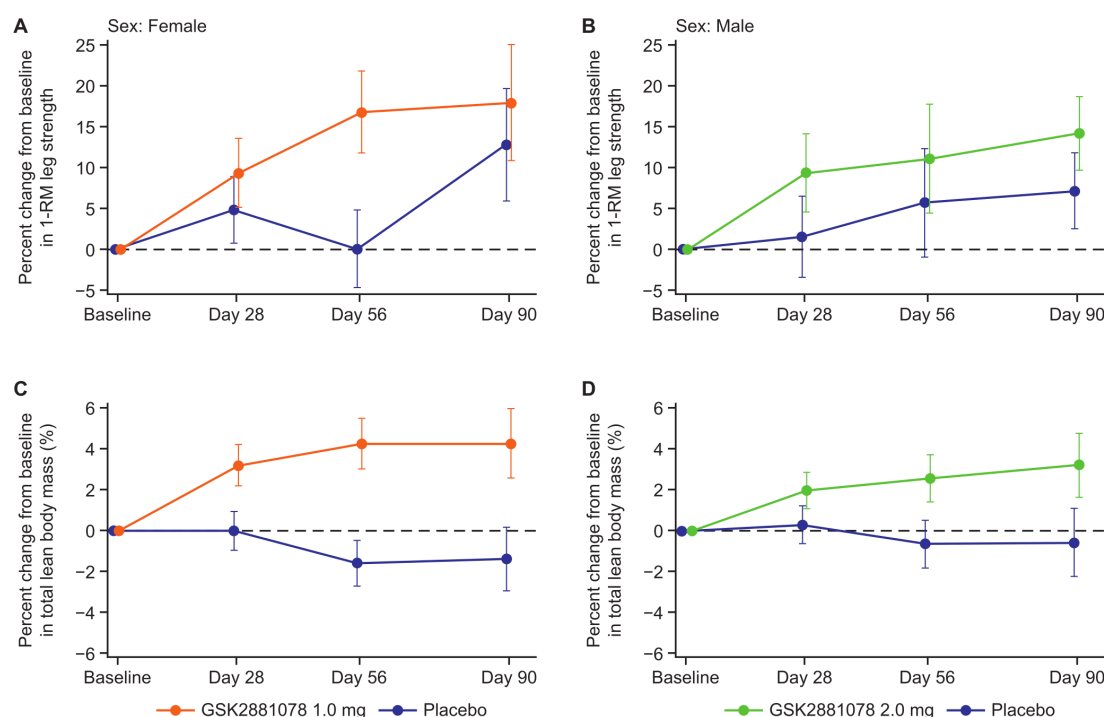 A
Sex: Female
Percent change from baseline
in 1-RM leg strength
25
20
15
10
5
0
−5
Baseline
Day 28
Day 56
Day 90
B
Sex: Male
Percent change from baseline
in 1-RM leg strength
25
20
15
10
5
0
−5
Baseline
Day 28
Day 56
Day 90
C
Percent change from baseline
in total lean body mass (%)
6
4
2
0
−2
−4
−6
Baseline
Day 28
Day 56
Day 90
GSK2881078 1.0 mg
Placebo
D
Percent change from baseline
in total lean body mass (%)
6
4
2
0
−2
−4
−6
Baseline
Day 28
Day 56
Day 90
GSK2881078 2.0 mg
Placebo